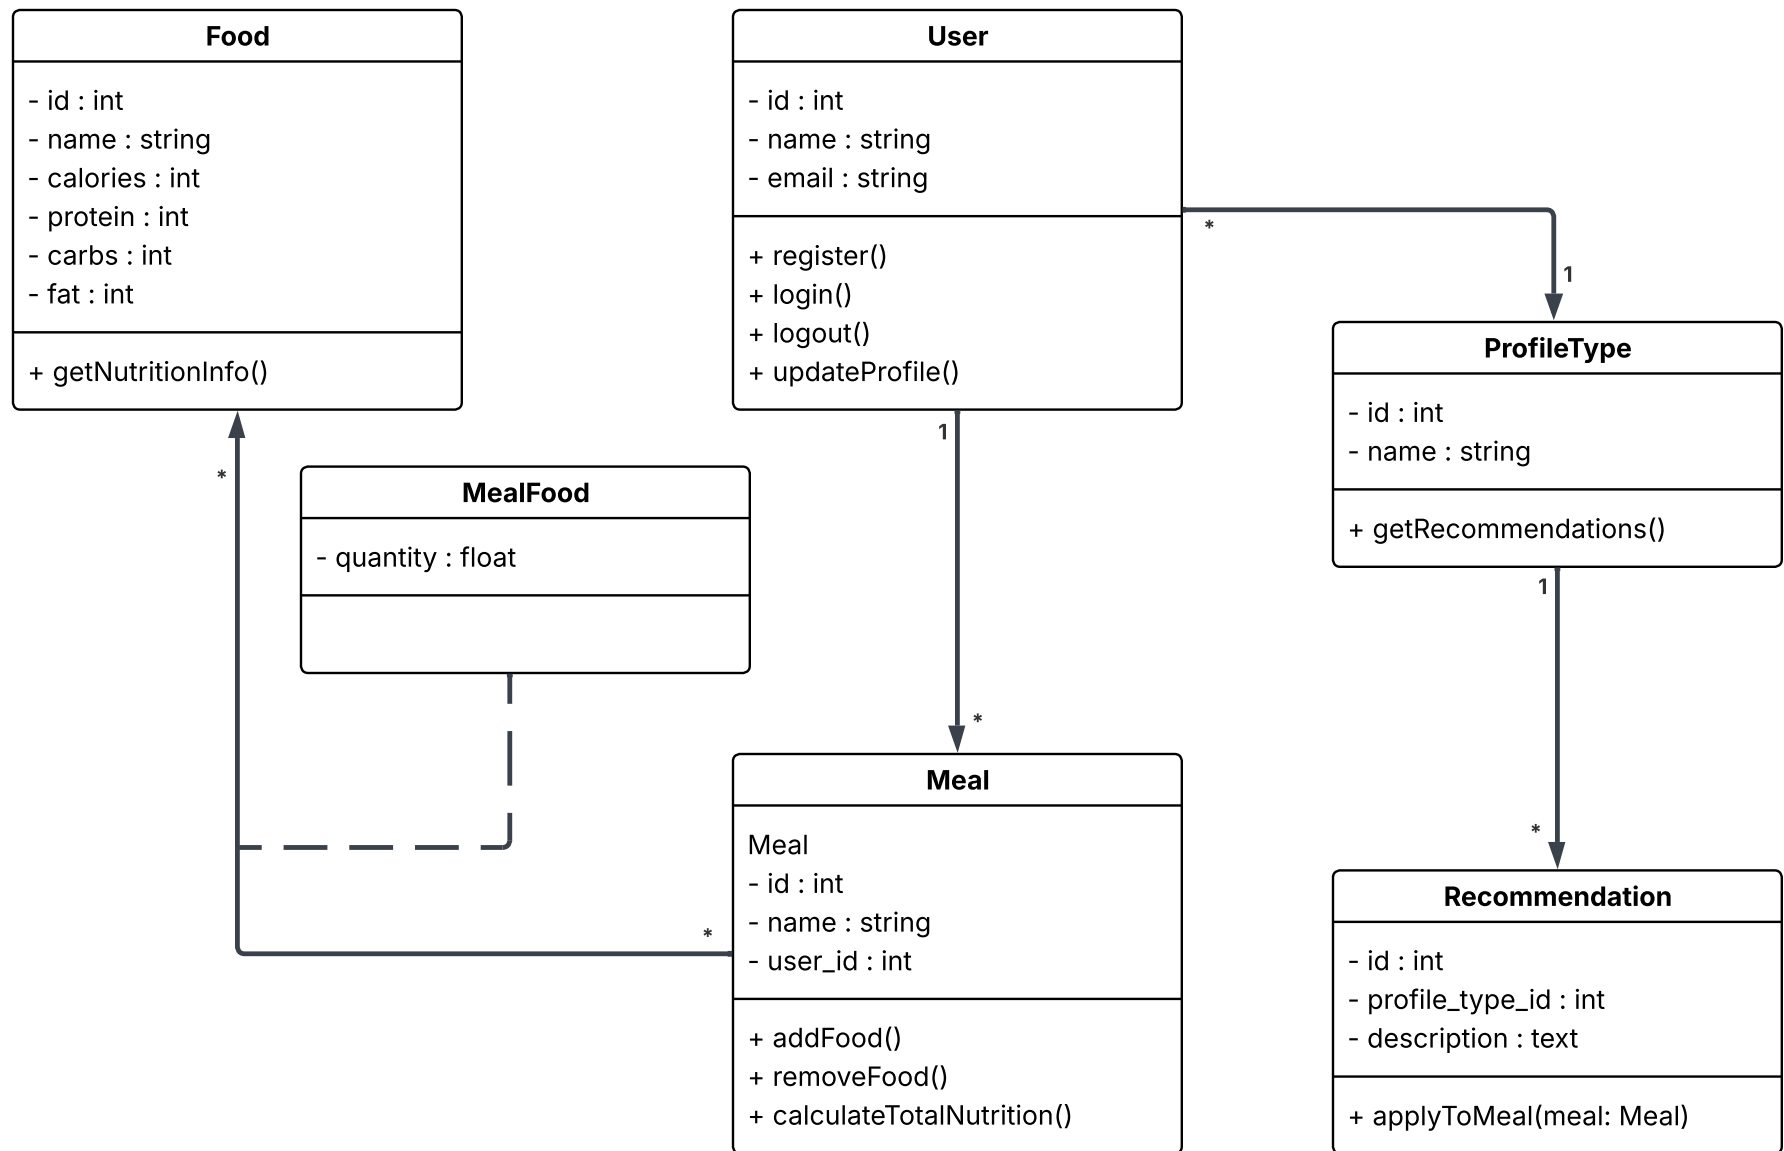 Food
- id : int
- name : string
- calories : int
- protein : int
- carbs : int
- fat : int
+ getNutritionInfo()
*
User
- id : int
- name : string
- email : string
+ register()
+ login()
+ logout()
+ updateProfile()
*
1
1
*
ProfileType
- id : int
- name : string
+ getRecommendations()
1
*
MealFood
- quantity : float
*
Meal
Meal
- id : int
- name : string
- user_id : int
+ addFood()
+ removeFood()
+ calculateTotalNutrition()
Recommendation
- id : int
- profile_type_id : int
- description : text
+ applyToMeal(meal: Meal)